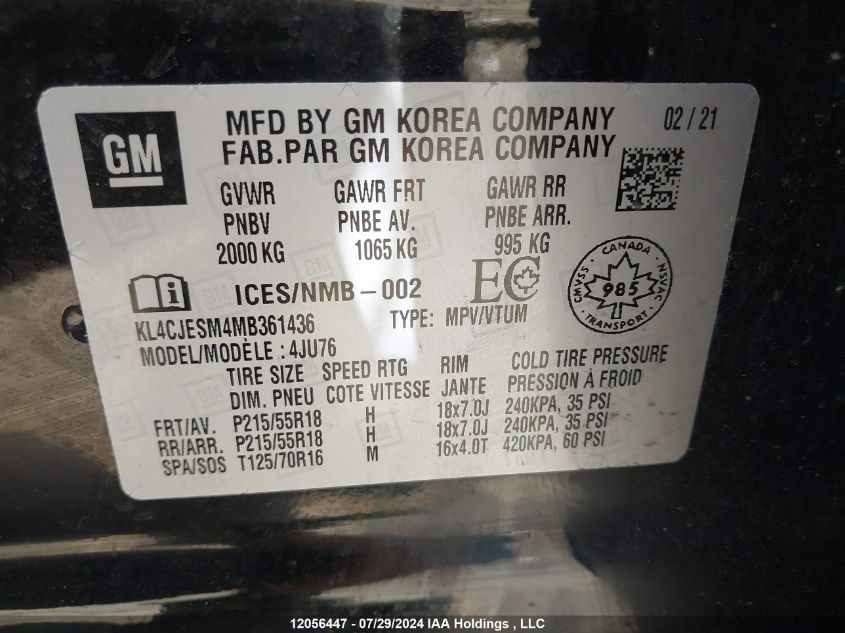 GM
MFD BY GM KOREA COMPANY 02 / 21
FAB.PAR GM KOREA COMPANY
GVWR GAWR FRT GAWR RR
PNBV PNBE AV. PNBE ARR.
2000 KG 1065 KG 995 KG
i ICES/NMB-002 EC
CANADA CMVSS NSVAC 985 TRANSPORT
KL4CJESM4MB361436 TYPE: MPV/VTUM
MODEL/MODÈLE : 4JU76
TIRE SIZE SPEED RTG RIM COLD TIRE PRESSURE
DIM. PNEU COTE VITESSE JANTE PRESSION À FROID
FRT/AV. P215/55R18 H 18x7.0J 240KPA, 35 PSI
RR/ARR. P215/55R18 H 18x7.0J 240KPA, 35 PSI
SPA/SOS T125/70R16 M 16x4.0T 420KPA, 60 PSI
12056447 - 07/29/2024 IAA Holdings , LLC